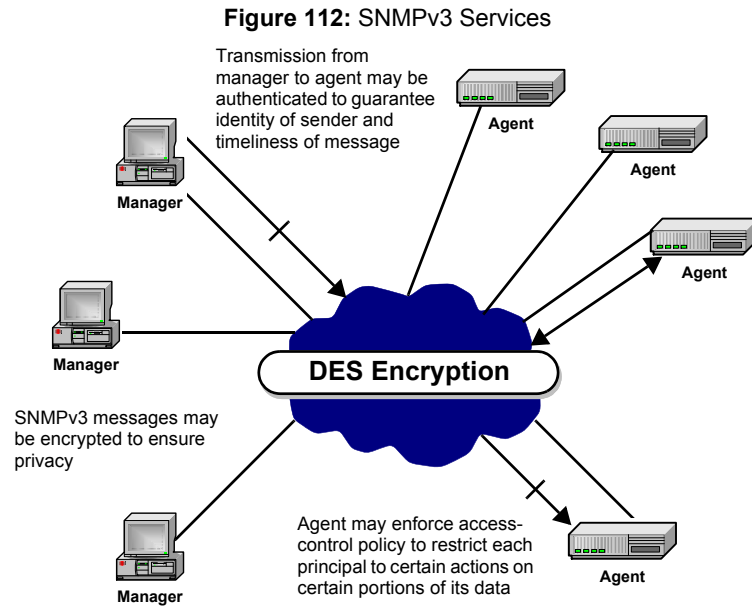 Figure 112: SNMPv3 Services
Transmission from
manager to agent may be
authenticated to guarantee
identity of sender and
timeliness of message
Agent
Agent
Manager
Agent
Manager
DES Encryption
SNMPv3 messages may
be encrypted to ensure
privacy
Agent may enforce access-
control policy to restrict each
principal to certain actions on
certain portions of its data
Agent
Manager